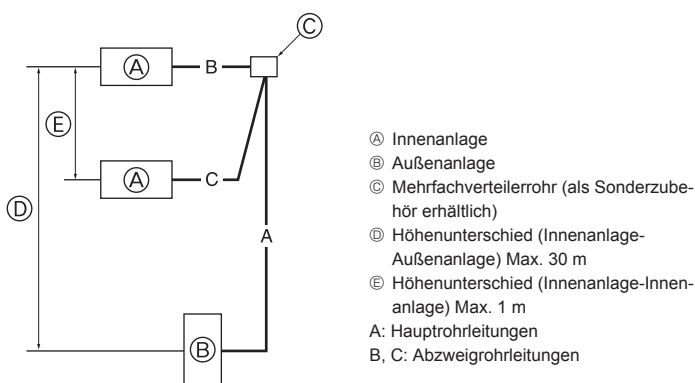 Ⓒ
Ⓐ B
Ⓔ
Ⓐ C
Ⓓ
A
Ⓑ
Ⓐ Innenanlage
Ⓑ Außenanlage
Ⓒ Mehrfachverteilerrohr (als Sonderzube-
hör erhältlich)
Ⓓ Höhenunterschied (Innenanlage-
Außenanlage) Max. 30 m
Ⓔ Höhenunterschied (Innenanlage-Innen-
anlage) Max. 1 m
A: Hauptrohrleitungen
B, C: Abzweigrohrleitungen